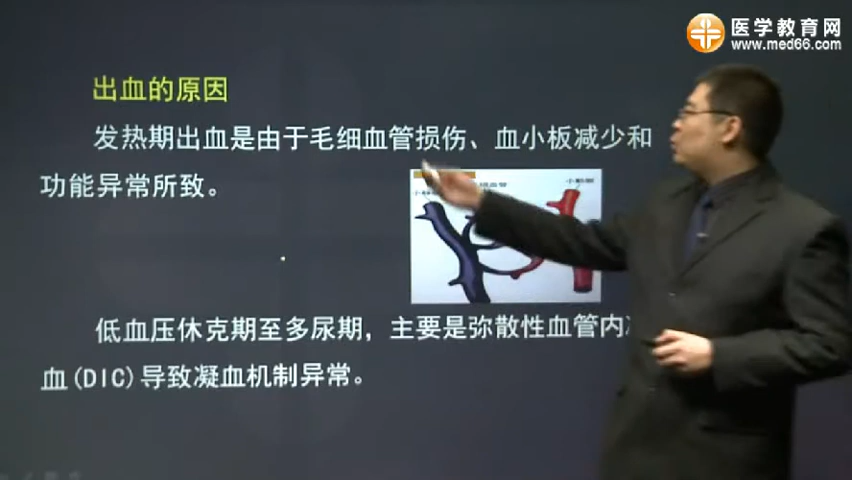 医学教育网
www.med66.com
出血的原因
发热期出血是由于毛细血管损伤、血小板减少和
功能异常所致。
低血压休克期至多尿期，主要是弥散性血管内
血(DIC)导致凝血机制异常。